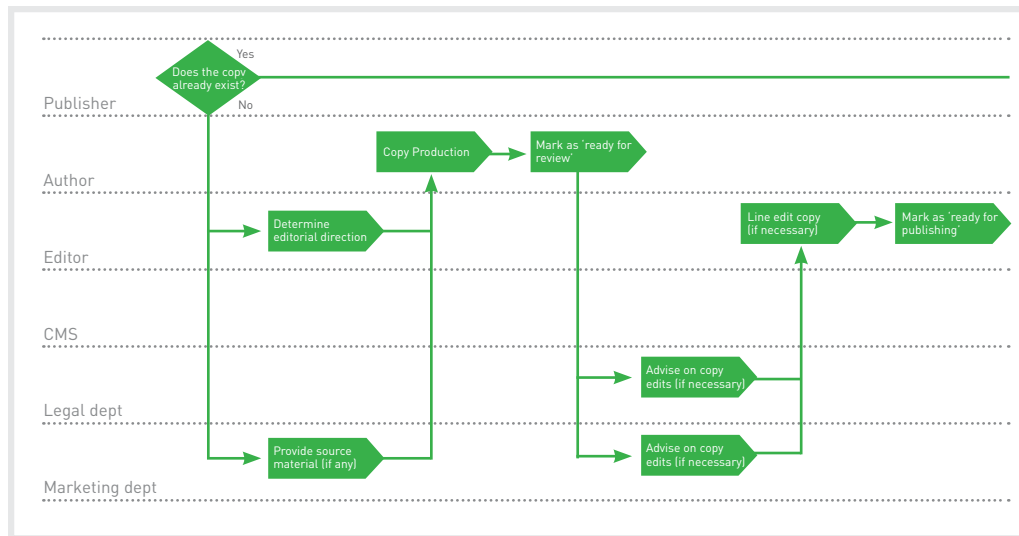 Yes
Does the copy
already exist?
Publisher
No
Copy Production
Mark as ‘ready for
review’
Author
Determine
editorial direction
Line edit copy
(if necessary)
Mark as ‘ready for
publishing’
Editor
CMS
Advise on copy
edits (if necessary)
Legal dept
Provide source
material (if any)
Advise on copy
edits (if necessary)
Marketing dept